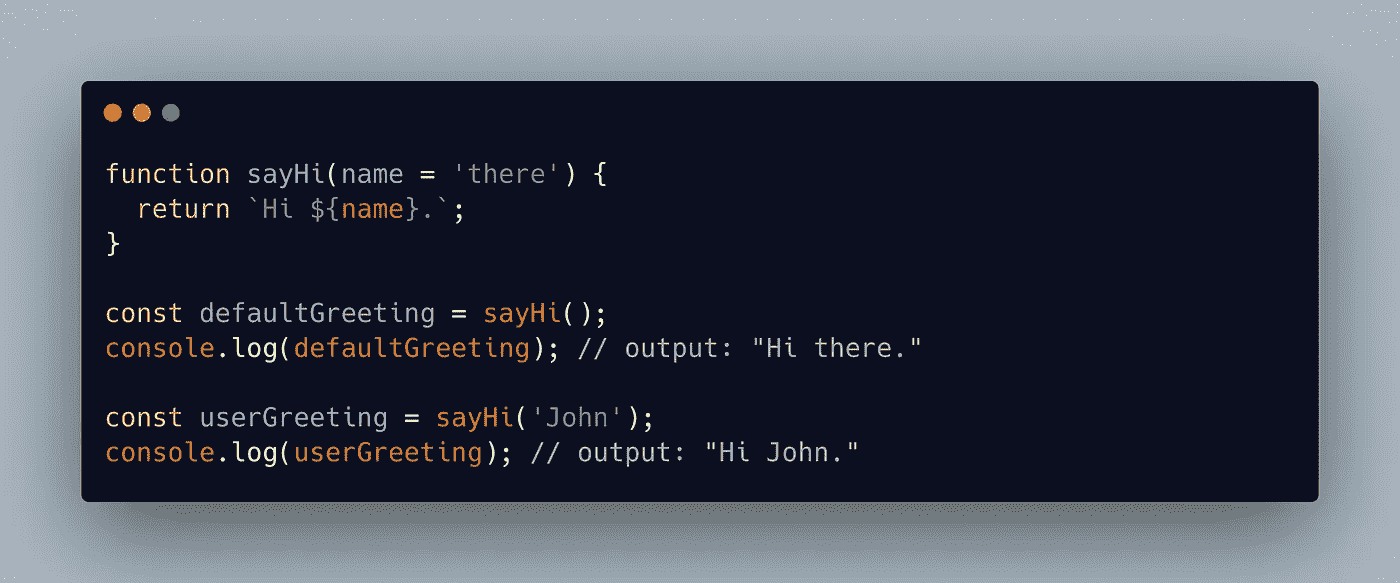 function sayHi(name = 'there') {
  return `Hi ${name}.`;
}
const defaultGreeting = sayHi();
console.log(defaultGreeting); // output: "Hi there."
const userGreeting = sayHi('John');
console.log(userGreeting); // output: "Hi John."